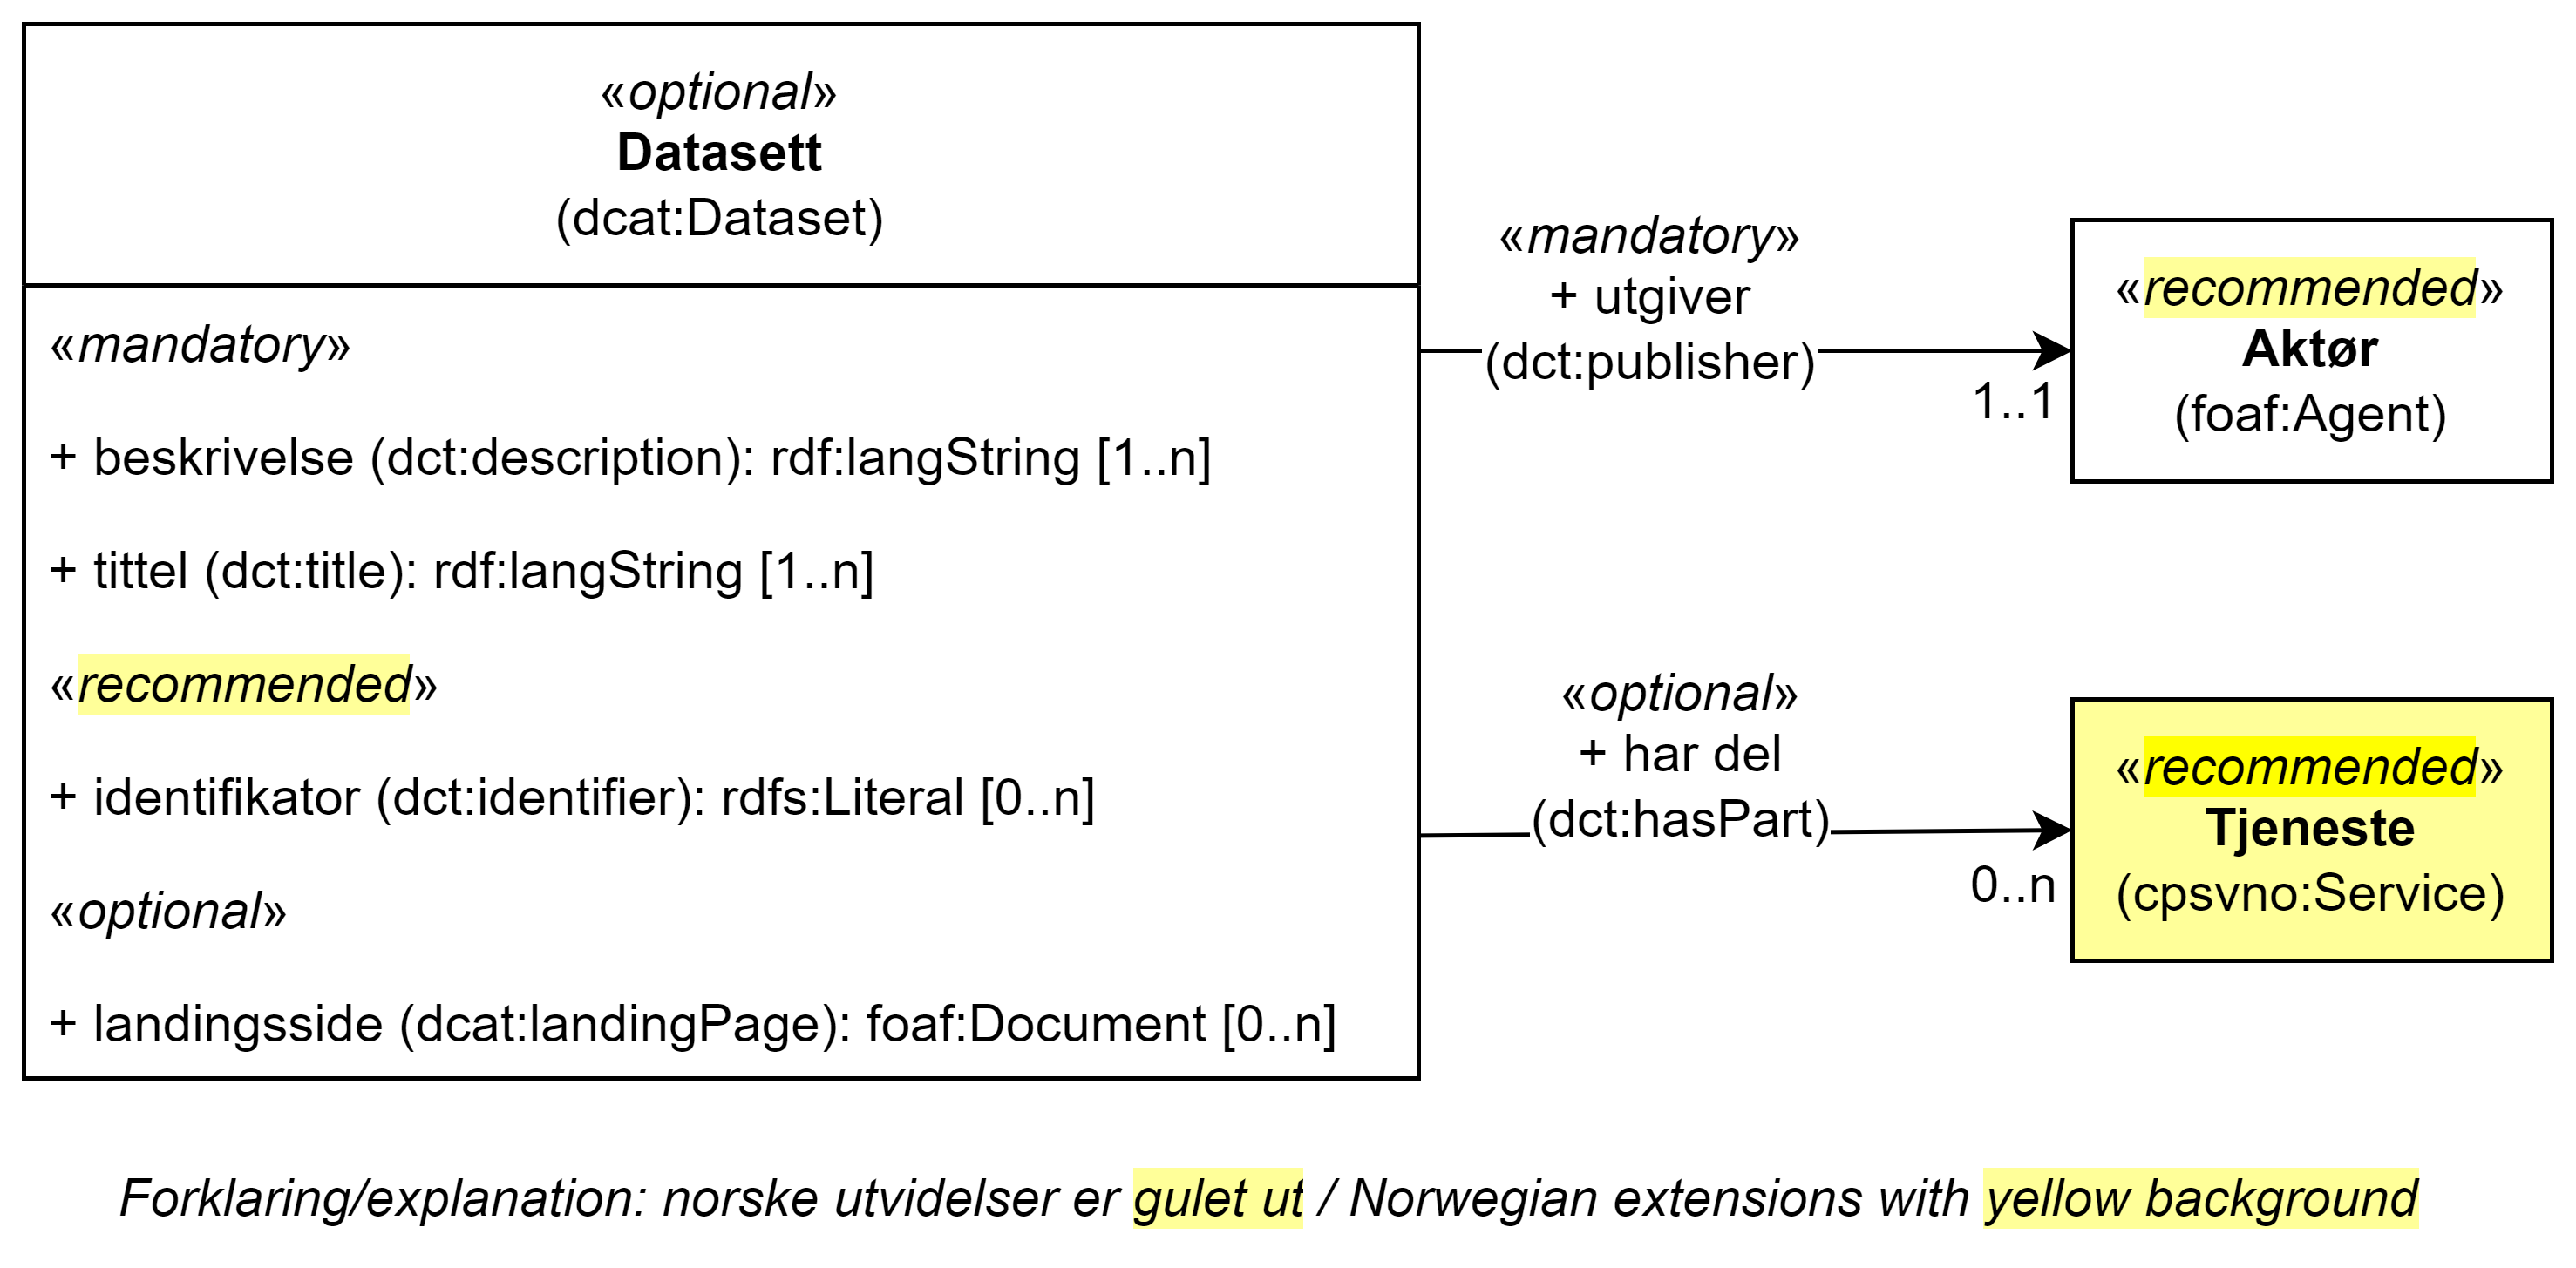 «optional»
Datasett
(dcat:Dataset)
«mandatory»
+ beskrivelse (dct:description): rdf:langString [1..n]
+ tittel (dct:title): rdf:langString [1..n]
«recommended»
+ identifikator (dct:identifier): rdfs:Literal [0..n]
«optional»
+ landingsside (dcat:landingPage): foaf:Document [0..n]
«mandatory»
+ utgiver
(dct:publisher)
1..1
«recommended»
Aktør
(foaf:Agent)
«optional»
+ har del
(dct:hasPart)
0..n
«recommended»
Tjeneste
(cpsvno:Service)
Forklaring/explanation: norske utvidelser er gulet ut / Norwegian extensions with yellow background